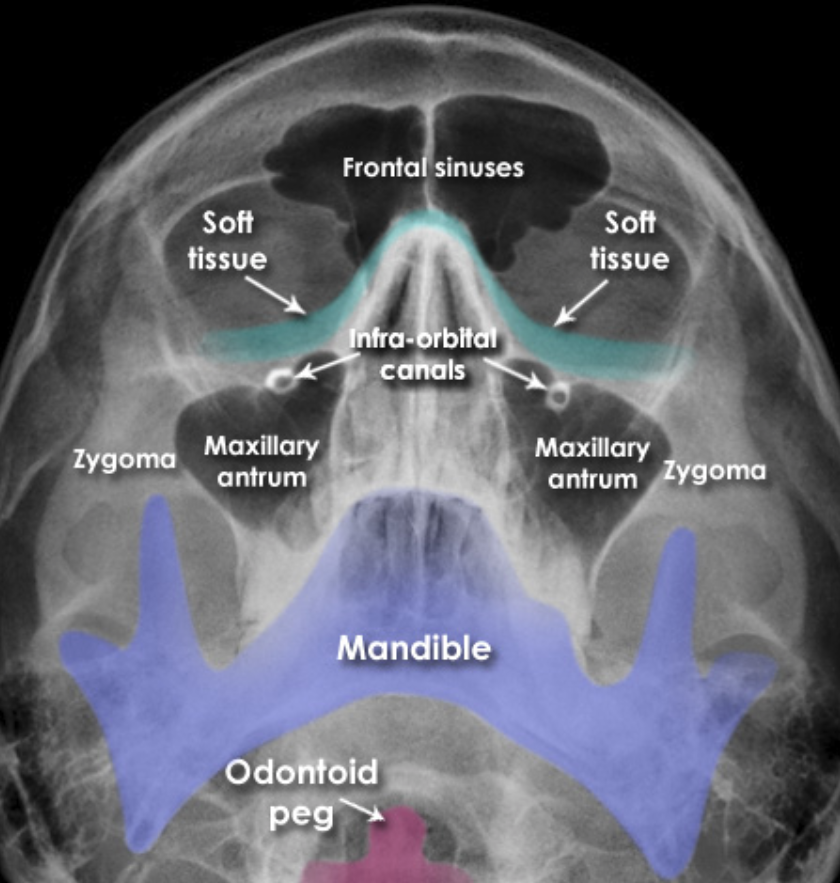 Frontal sinuses
Soft
tissue
Soft
tissue
Infra-orbital
canals
Zygoma
Maxillary
antrum
Maxillary
antrum
Zygoma
Mandible
Odontoid
peg